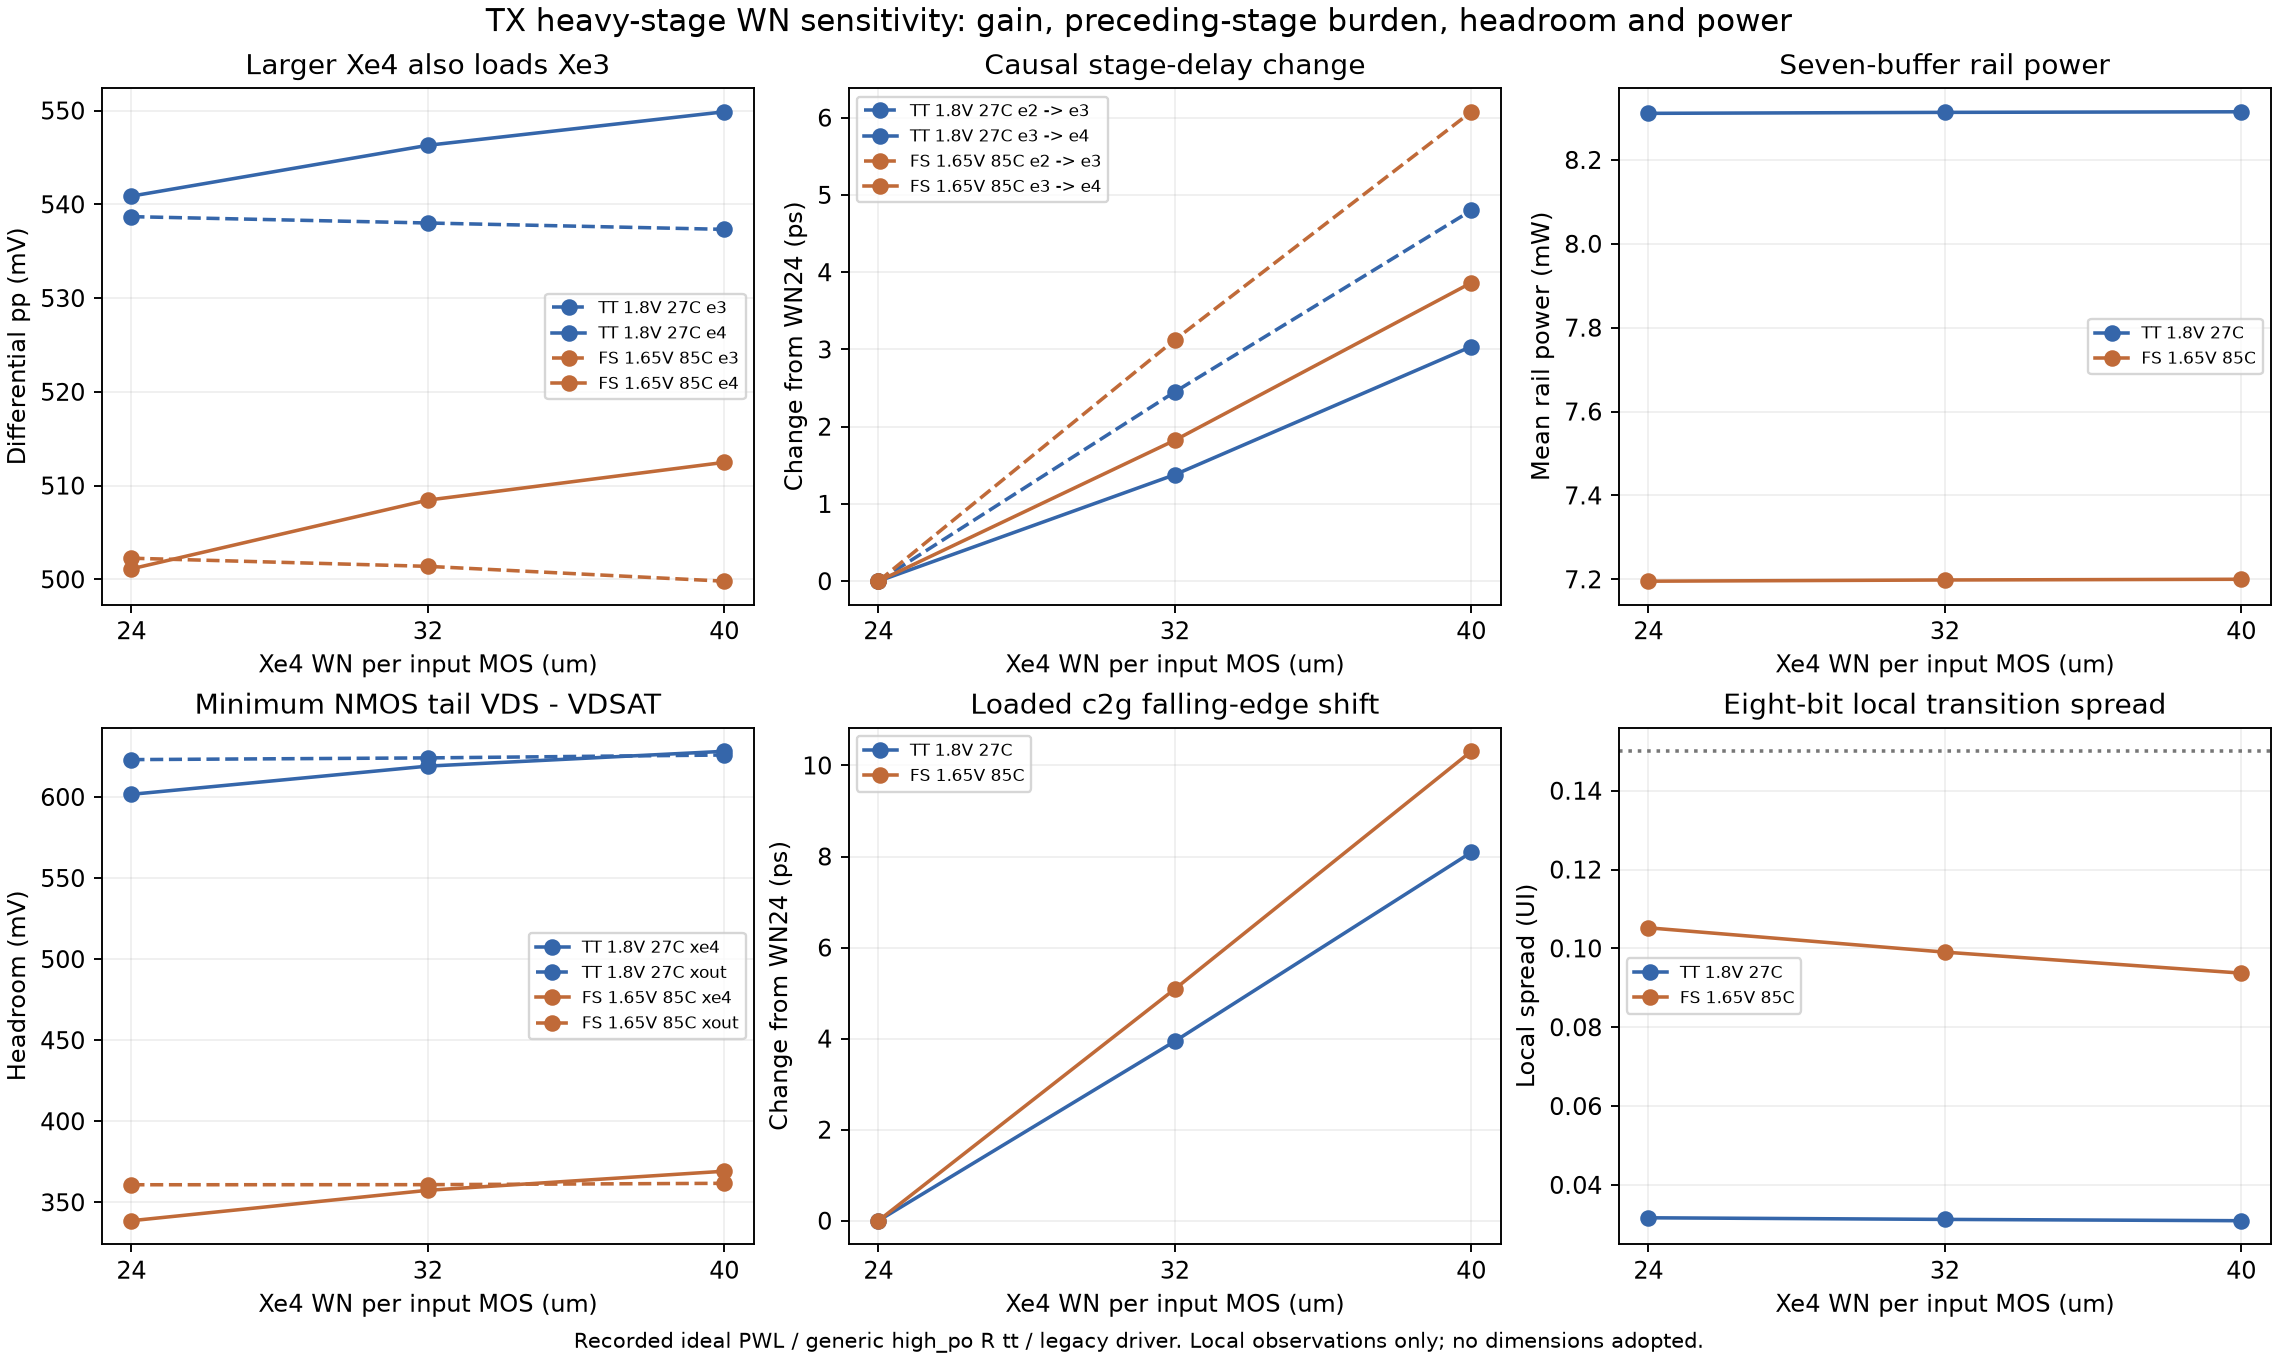 TX heavy-stage WN sensitivity: gain, preceding-stage burden, headroom and power
Larger Xe4 also loads Xe3
Differential pp (mV)
550
540
530
520
510
500
TT 1.8V 27C e3
TT 1.8V 27C e4
FS 1.65V 85C e3
FS 1.65V 85C e4
24 32 40
Xe4 WN per input MOS (um)
Causal stage-delay change
Change from WN24 (ps)
6
5
4
3
2
1
0
TT 1.8V 27C e2 -> e3
TT 1.8V 27C e3 -> e4
FS 1.65V 85C e2 -> e3
FS 1.65V 85C e3 -> e4
24 32 40
Xe4 WN per input MOS (um)
Seven-buffer rail power
Mean rail power (mW)
8.2
8.0
7.8
7.6
7.4
7.2
TT 1.8V 27C
FS 1.65V 85C
24 32 40
Xe4 WN per input MOS (um)
Minimum NMOS tail VDS - VDSAT
Headroom (mV)
600
550
500
450
400
350
TT 1.8V 27C xe4
TT 1.8V 27C xout
FS 1.65V 85C xe4
FS 1.65V 85C xout
24 32 40
Xe4 WN per input MOS (um)
Loaded c2g falling-edge shift
Change from WN24 (ps)
10
8
6
4
2
0
TT 1.8V 27C
FS 1.65V 85C
24 32 40
Xe4 WN per input MOS (um)
Eight-bit local transition spread
Local spread (UI)
0.14
0.12
0.10
0.08
0.06
0.04
TT 1.8V 27C
FS 1.65V 85C
24 32 40
Xe4 WN per input MOS (um)
Recorded ideal PWL / generic high_po R tt / legacy driver. Local observations only; no dimensions adopted.